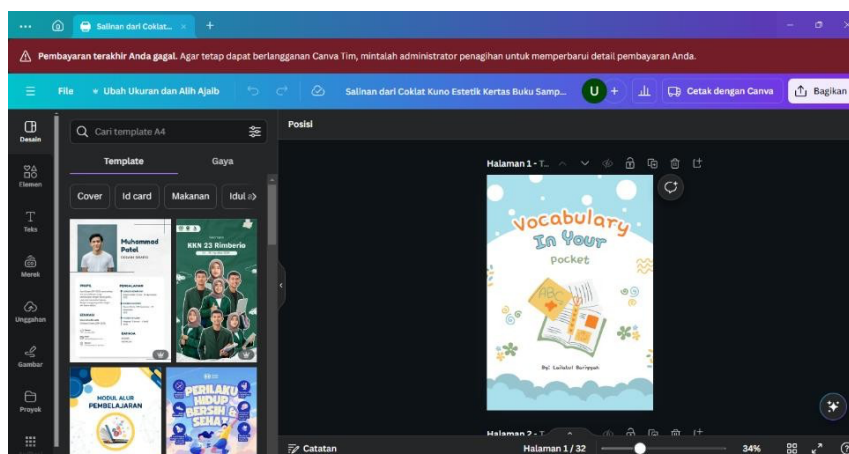 Salinan dari Coklat...
Pembayaran terakhir Anda gagal. Agar tetap dapat berlangganan Canva Tim, mintalah administrator penagihan untuk memperbarui detail pembayaran Anda.
File
Ubah Ukuran dan Alih Ajaib
Salinan dari Coklat Kuno Estetik Kertas Buku Samp...
U
Cetak dengan Canva
Bagikan
Desain
Elemen
Teks
Merek
Unggahan
Gambar
Proyek
Cari template A4
Template
Gaya
Cover
Id card
Makanan
Idul a
Muhammad
Patel
KKN 23 Rimberio
MODUL ALUR
PEMBELAJARAN
PERILAKU
HIDUP
BERSIH &
SEHAT
Posisi
Halaman 1 - T...
Vocabulary
In Your
Pocket
ABC
Halaman 2 - T...
Catatan
Halaman 1 / 32
34%